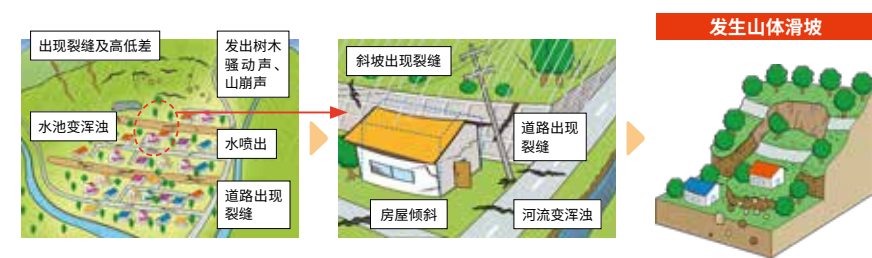 出现裂缝及高低差
发出树木
骚动声、
山崩声
水池变浑浊
水喷出
道路出现
裂缝
斜坡出现裂缝
道路出现
裂缝
房屋倾斜
河流变浑浊
发生山体滑坡